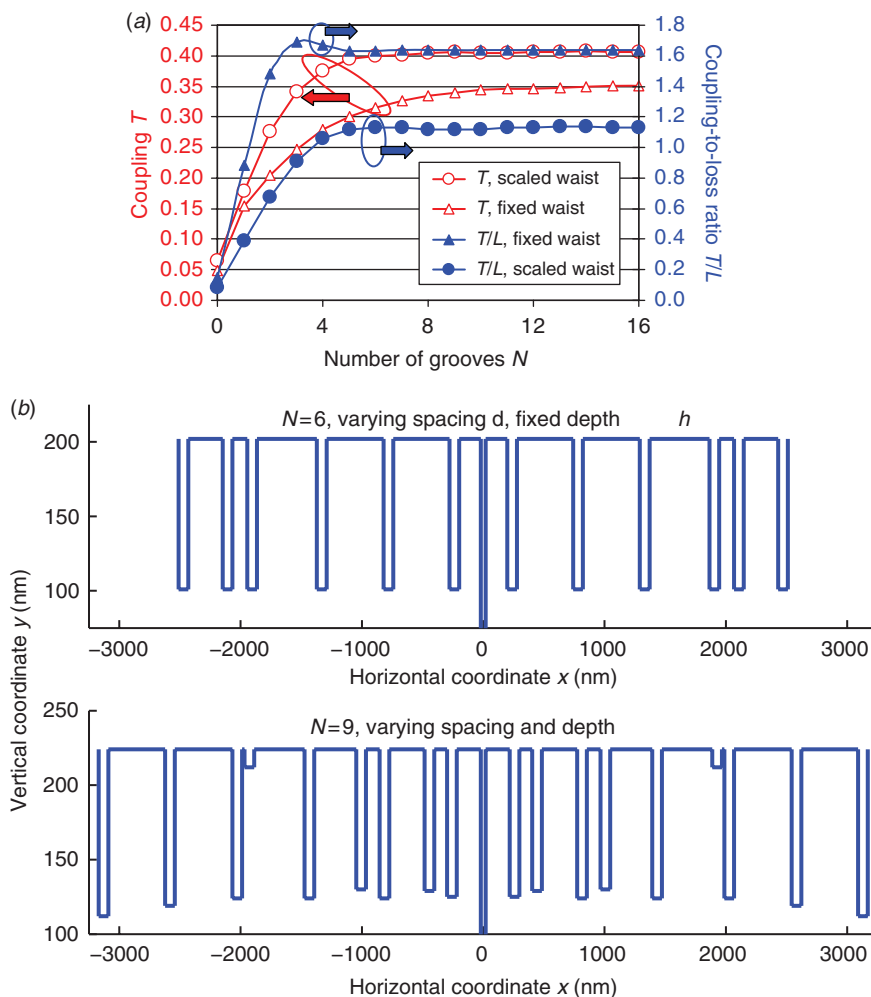 (a)
0.45
0.40
0.35
0.30
0.25
0.20
0.15
0.10
0.05
0.00
Coupling T
1.8
1.6
1.4
1.2
1.0
0.8
0.6
0.4
0.2
0.0
Coupling-to-loss ratio T/L
T, scaled waist
T, fixed waist
T/L, fixed waist
T/L, scaled waist
0 4 8 12 16
Number of grooves N
(b)
N=6, varying spacing d, fixed depth h
200
150
100
−3000 −2000 −1000 0 1000 2000 3000
Horizontal coordinate x (nm)
Vertical coordinate y (nm)
N=9, varying spacing and depth
250
200
150
100
−3000 −2000 −1000 0 1000 2000 3000
Horizontal coordinate x (nm)